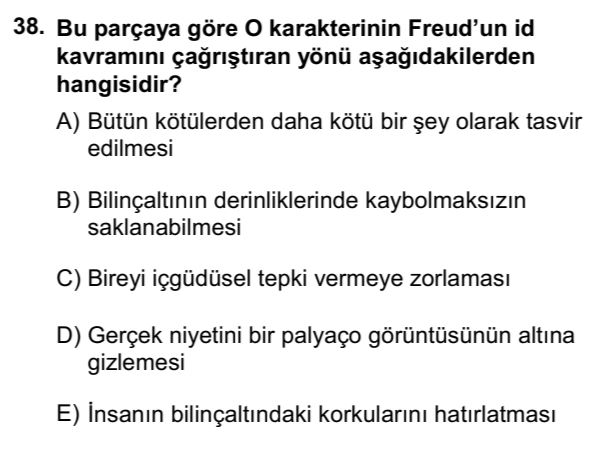 38. Bu parçaya göre O karakterinin Freud’un id
kavramını çağrıştıran yönü aşağıdakilerden
hangisidir?
A) Bütün kötülerden daha kötü bir şey olarak tasvir
edilmesi
B) Bilinçaltının derinliklerinde kaybolmaksızın
saklanabilmesi
C) Bireyi içgüdüsel tepki vermeye zorlaması
D) Gerçek niyetini bir palyaço görüntüsünün altına
gizlemesi
E) İnsanın bilinçaltındaki korkularını hatırlatması